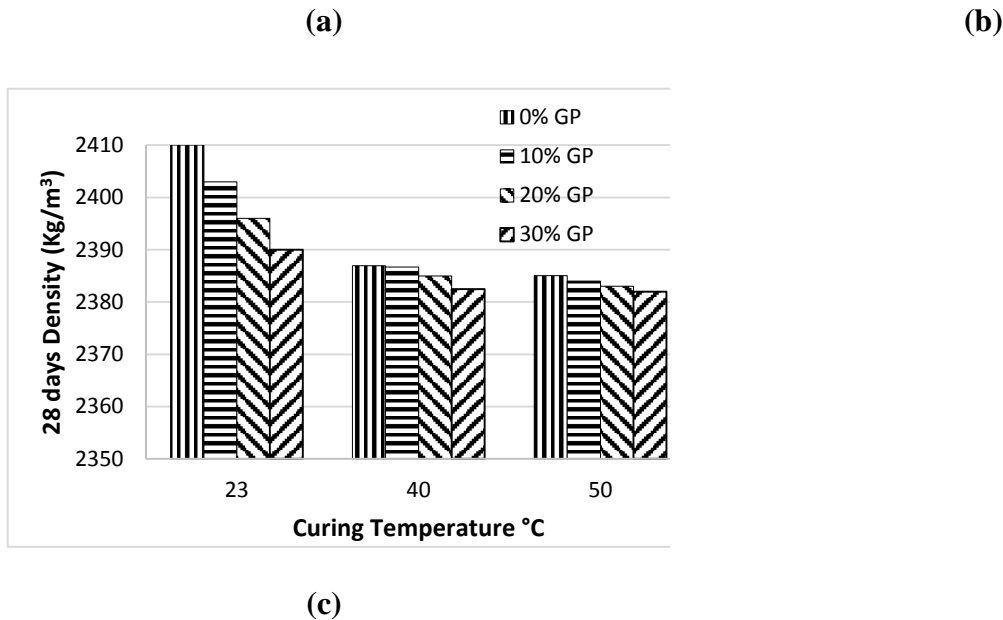 (a)
(b)
0% GP
10% GP
20% GP
30% GP
28 days Density (Kg/m³)
2410
2400
2390
2380
2370
2360
2350
23
40
50
Curing Temperature °C
(c)